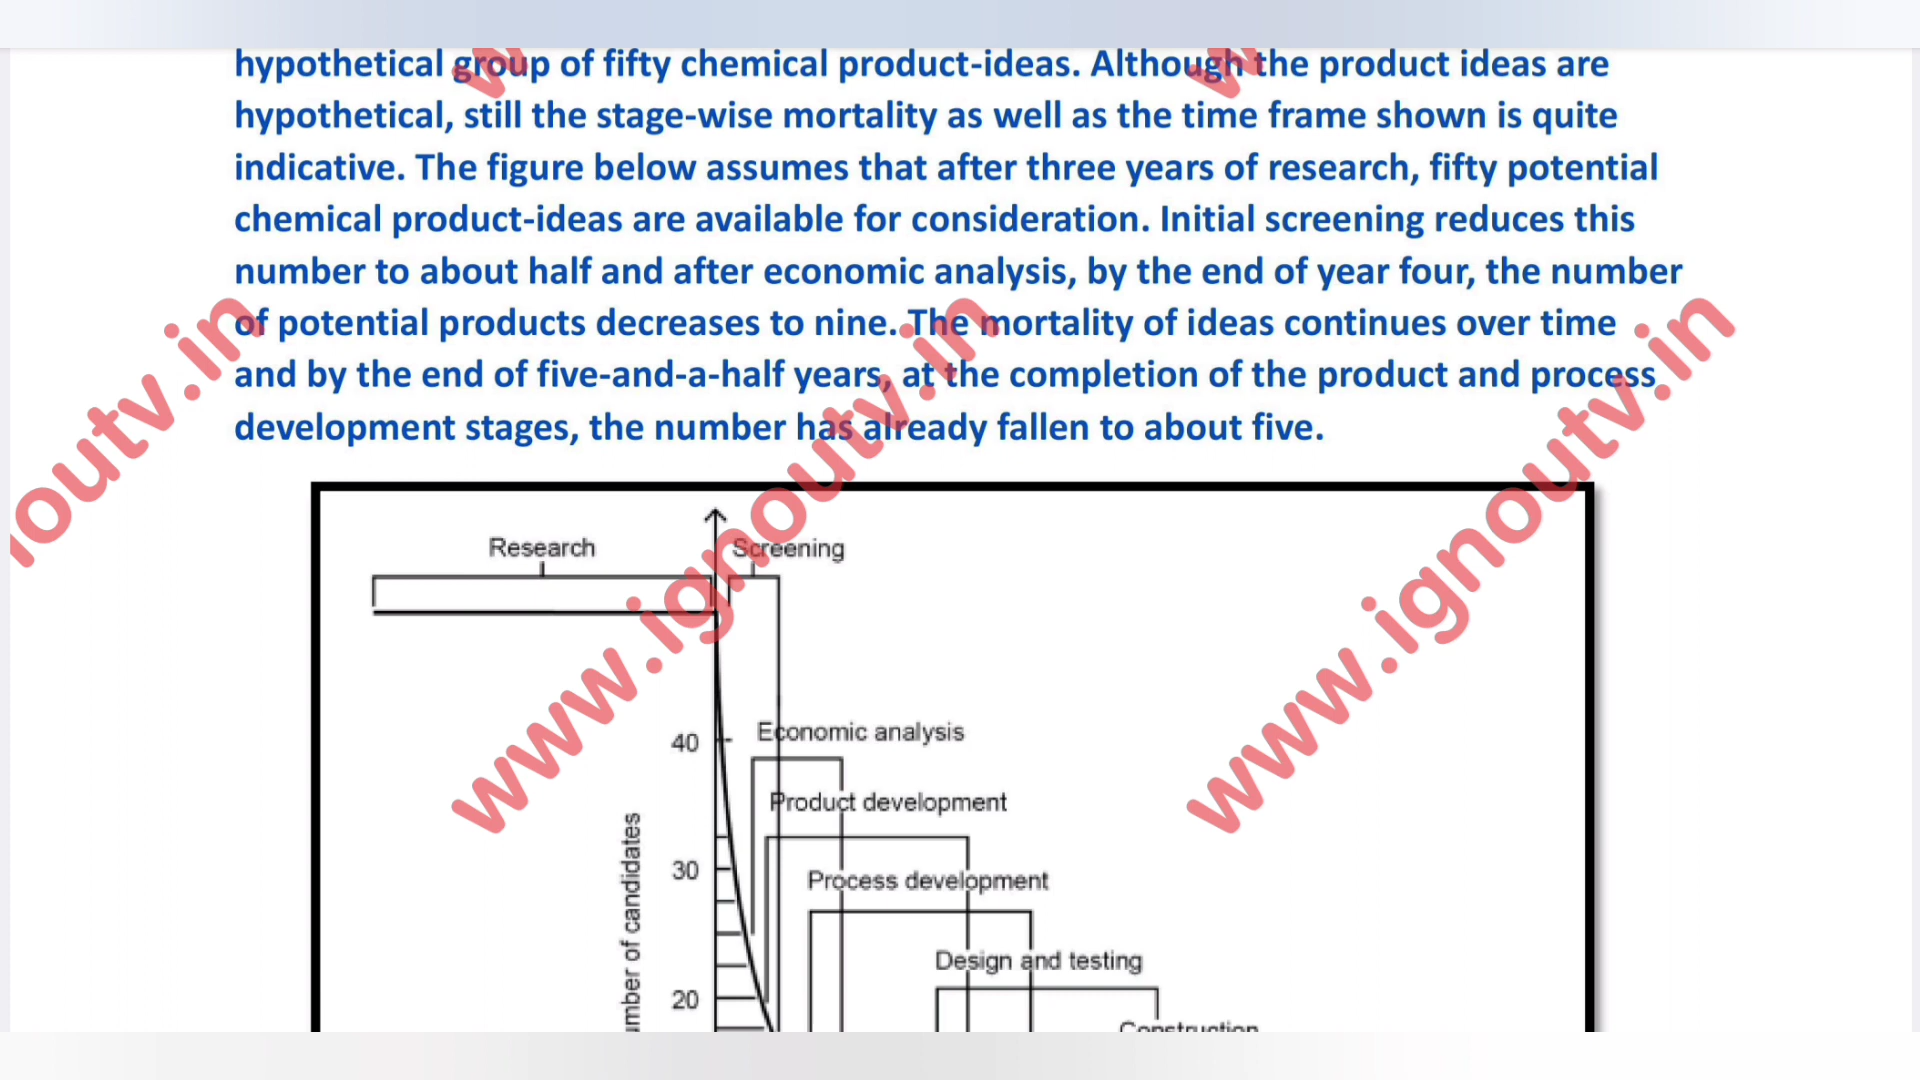 hypothetical group of fifty chemical product-ideas. Although the product ideas are
hypothetical, still the stage-wise mortality as well as the time frame shown is quite
indicative. The figure below assumes that after three years of research, fifty potential
chemical product-ideas are available for consideration. Initial screening reduces this
number to about half and after economic analysis, by the end of year four, the number
of potential products decreases to nine. The mortality of ideas continues over time
and by the end of five-and-a-half years, at the completion of the product and process
development stages, the number has already fallen to about five.
Research
Screening
40
Economic analysis
Product development
30
Process development
Design and testing
20
Construction
of candidates
www.ignoutv.in
www.ignoutv.in